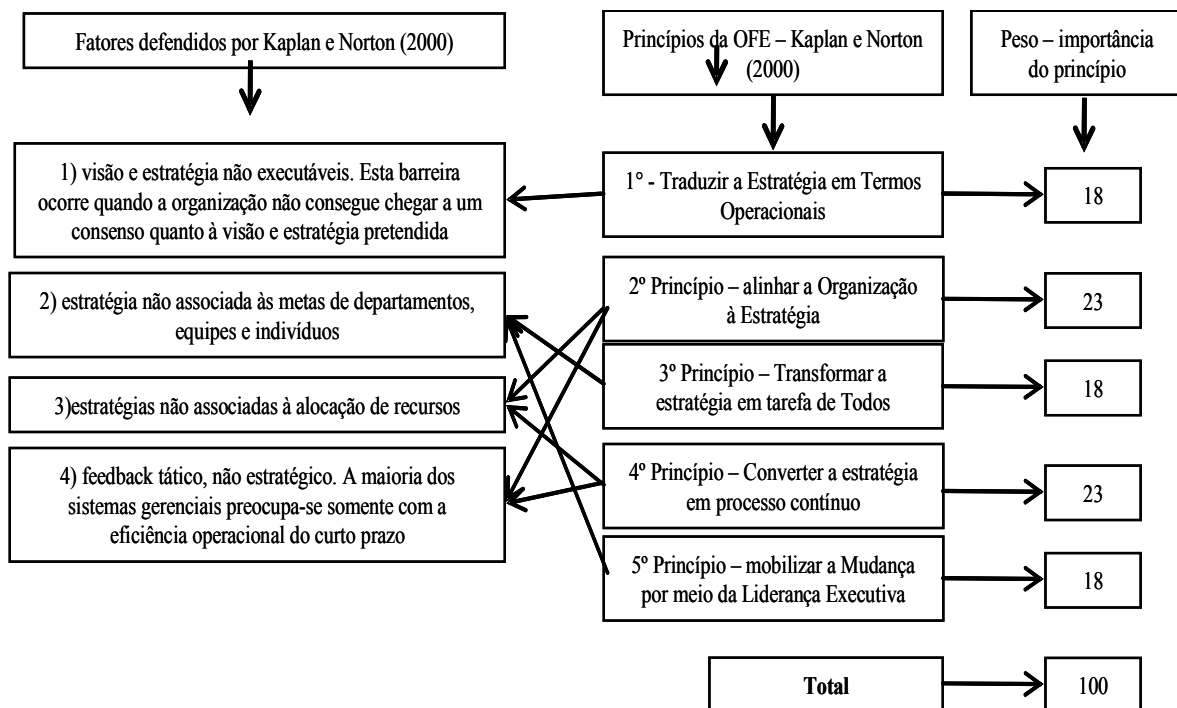 Fatores defendidos por Kaplan e Norton (2000)
Princípios da OFE – Kaplan e Norton
(2000)
Peso – importância
do princípio
1) visão e estratégia não executáveis. Esta barreira
ocorre quando a organização não consegue chegar a um
consenso quanto à visão e estratégia pretendida
1° - Traduzir a Estratégia em Termos
Operacionais
18
2) estratégia não associada às metas de departamentos,
equipes e indivíduos
2º Princípio – alinhar a Organização
à Estratégia
23
3)estratégias não associadas à alocação de recursos
3º Princípio – Transformar a
estratégia em tarefa de Todos
18
4) feedback tático, não estratégico. A maioria dos
sistemas gerenciais preocupa-se somente com a
eficiência operacional do curto prazo
4º Princípio – Converter a estratégia
em processo contínuo
23
5º Princípio – mobilizar a Mudança
por meio da Liderança Executiva
18
Total
100